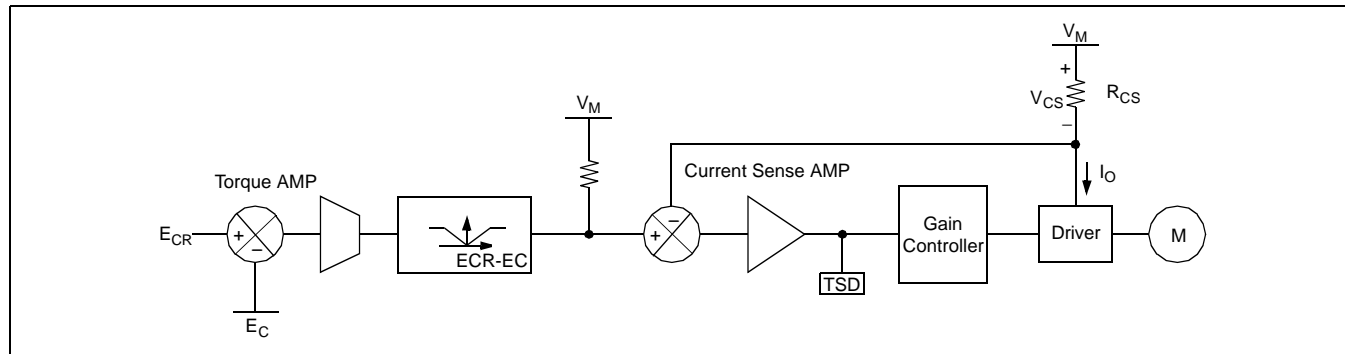 V_M
+
V_CS
R_CS
−
V_M
Torque AMP
Current Sense AMP
I_O
E_CR
+
−
ECR-EC
+
−
TSD
Gain
Controller
Driver
M
E_C